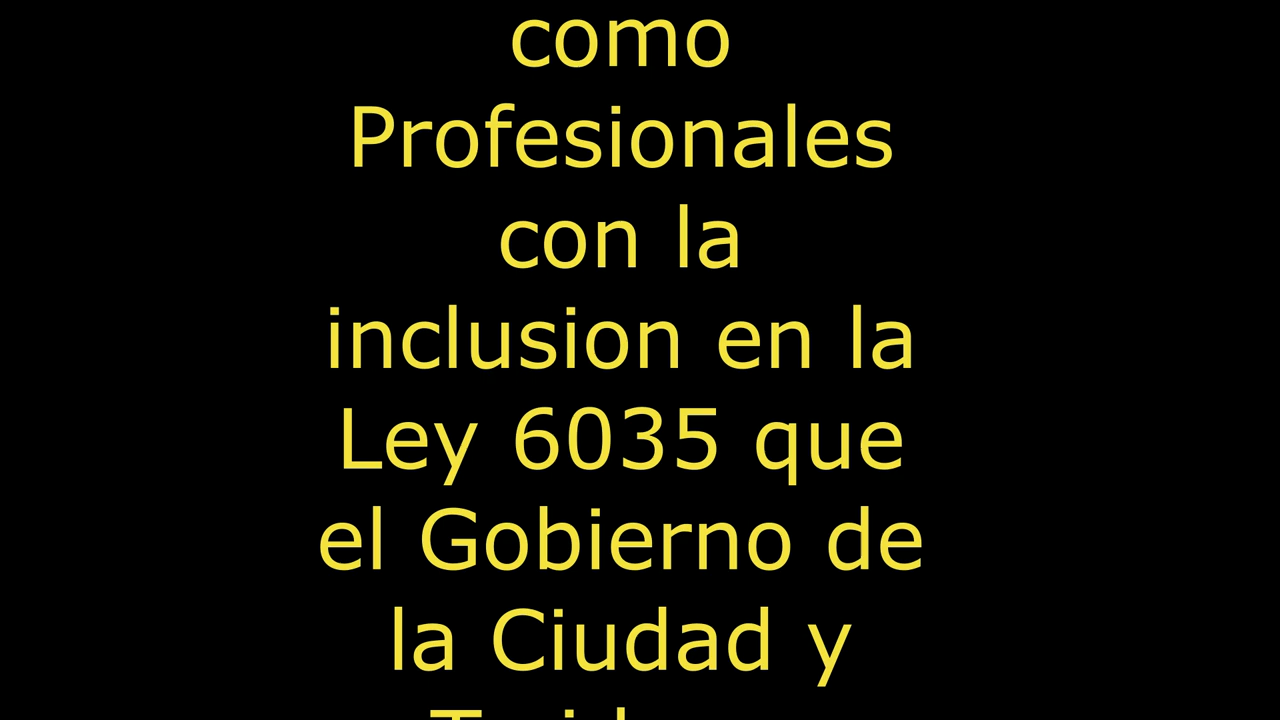 como
Profesionales
con la
inclusion en la
Ley 6035 que
el Gobierno de
la Ciudad y